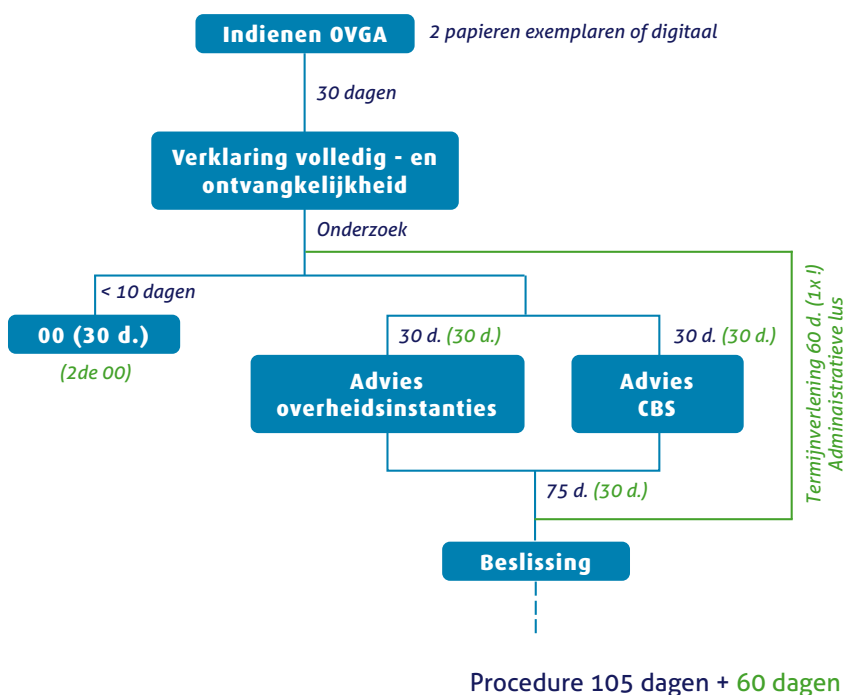 Indienen OVGA
2 papieren exemplaren of digitaal
30 dagen
Verklaring volledig - en
ontvangkelijkheid
Onderzoek
< 10 dagen
OO (30 d.)
(2de OO)
30 d. (30 d.)
30 d. (30 d.)
Advies
overheidsinstanties
Advies
CBS
Termijnverlening 60 d. (1x !)
Adminaistratieve lus
75 d. (30 d.)
Beslissing
Procedure 105 dagen + 60 dagen